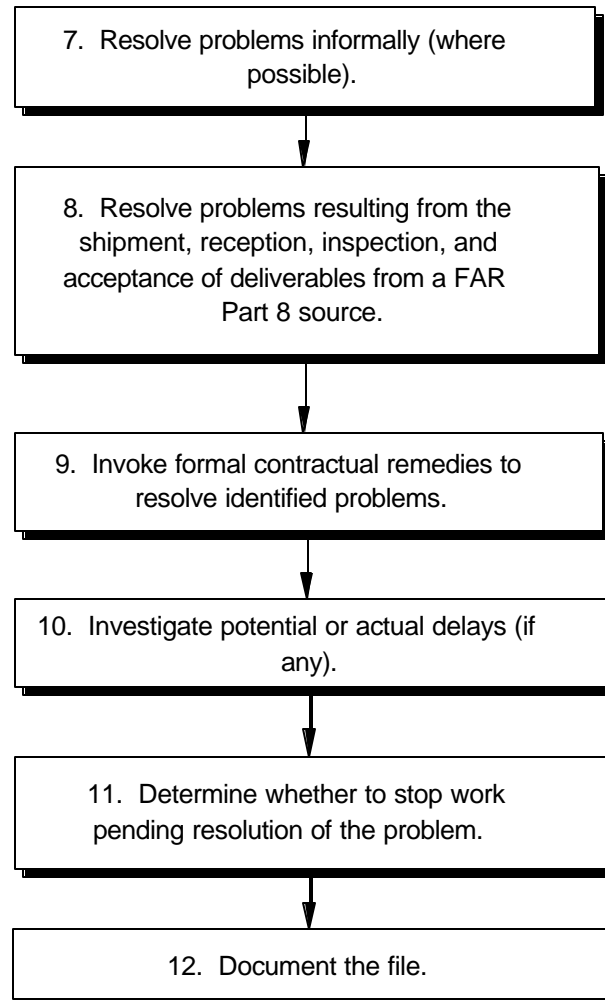 7. Resolve problems informally (where
possible).
8. Resolve problems resulting from the
shipment, reception, inspection, and
acceptance of deliverables from a FAR
Part 8 source.
9. Invoke formal contractual remedies to
resolve identified problems.
10. Investigate potential or actual delays (if
any).
11. Determine whether to stop work
pending resolution of the problem.
12. Document the file.